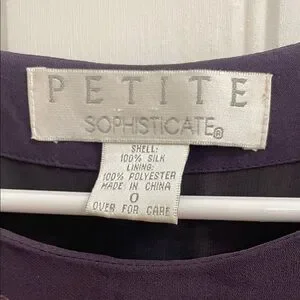 PETITE
SOPHISTICATE®
SHELL:
100% SILK
LINING:
100% POLYESTER
MADE IN CHINA
0
OVER FOR CARE